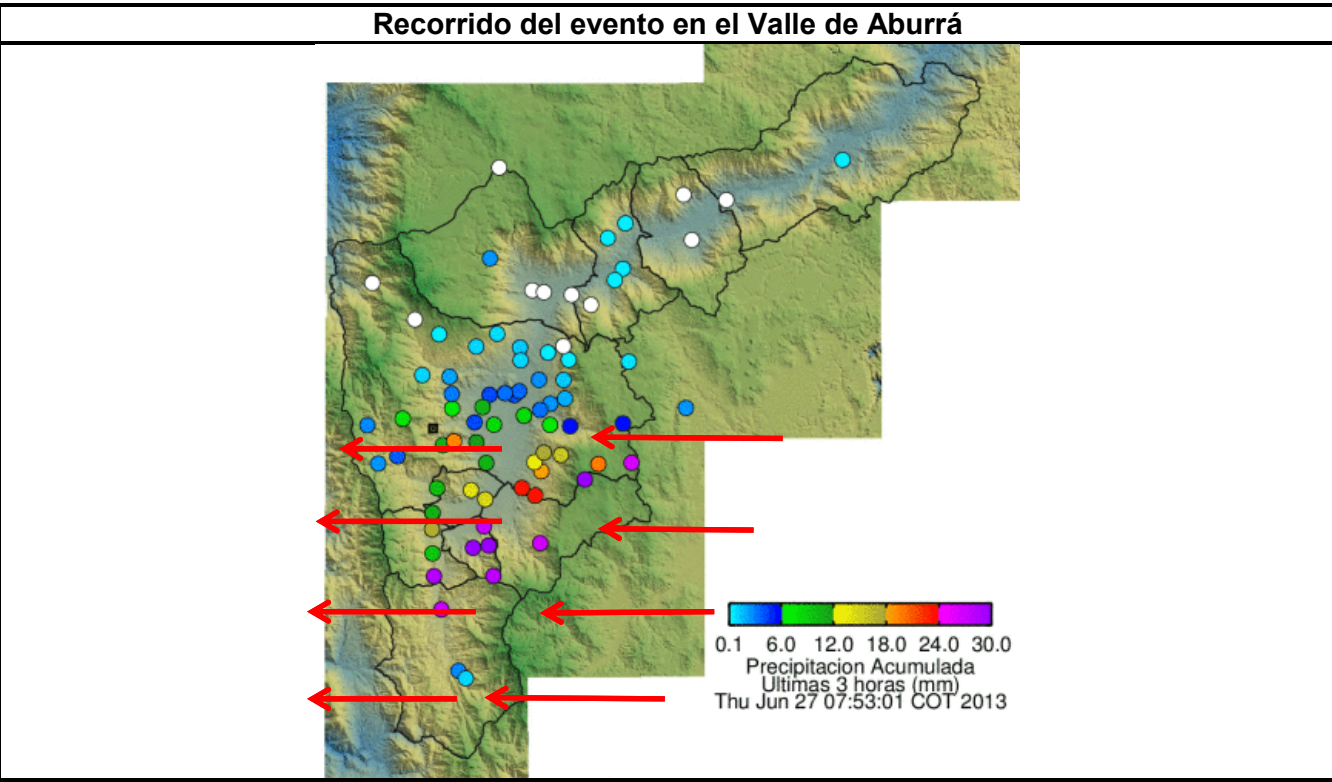 Recorrido del evento en el Valle de Aburrá
0.1 6.0 12.0 18.0 24.0 30.0
Precipitacion Acumulada
Ultimas 3 horas (mm)
Thu Jun 27 07:53:01 COT 2013